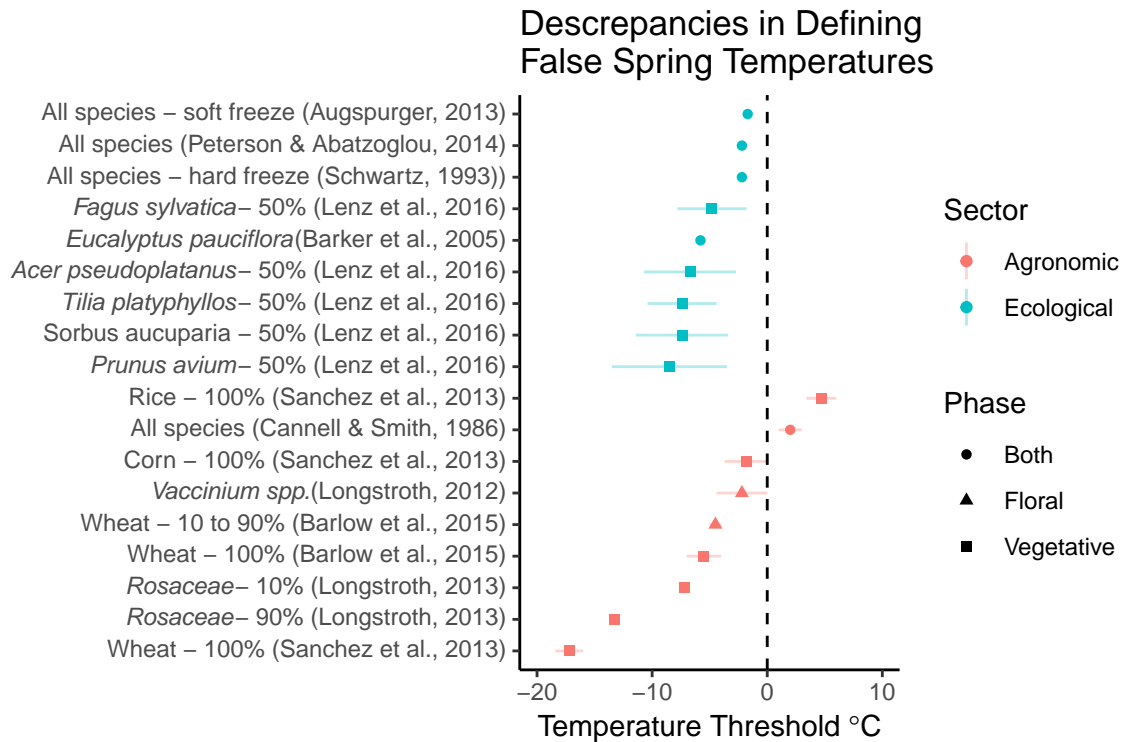 Descrepancies in Defining
False Spring Temperatures
All species – soft freeze (Augspurger, 2013)
All species (Peterson & Abatzoglou, 2014)
All species – hard freeze (Schwartz, 1993))
Fagus sylvatica– 50% (Lenz et al., 2016)
Eucalyptus pauciflora(Barker et al., 2005)
Acer pseudoplatanus– 50% (Lenz et al., 2016)
Tilia platyphyllos– 50% (Lenz et al., 2016)
Sorbus aucuparia – 50% (Lenz et al., 2016)
Prunus avium– 50% (Lenz et al., 2016)
Rice – 100% (Sanchez et al., 2013)
All species (Cannell & Smith, 1986)
Corn – 100% (Sanchez et al., 2013)
Vaccinium spp.(Longstroth, 2012)
Wheat – 10 to 90% (Barlow et al., 2015)
Wheat – 100% (Barlow et al., 2015)
Rosaceae– 10% (Longstroth, 2013)
Rosaceae– 90% (Longstroth, 2013)
Wheat – 100% (Sanchez et al., 2013)
−20 −10 0 10
Temperature Threshold °C
Sector
Agronomic
Ecological
Phase
Both
Floral
Vegetative